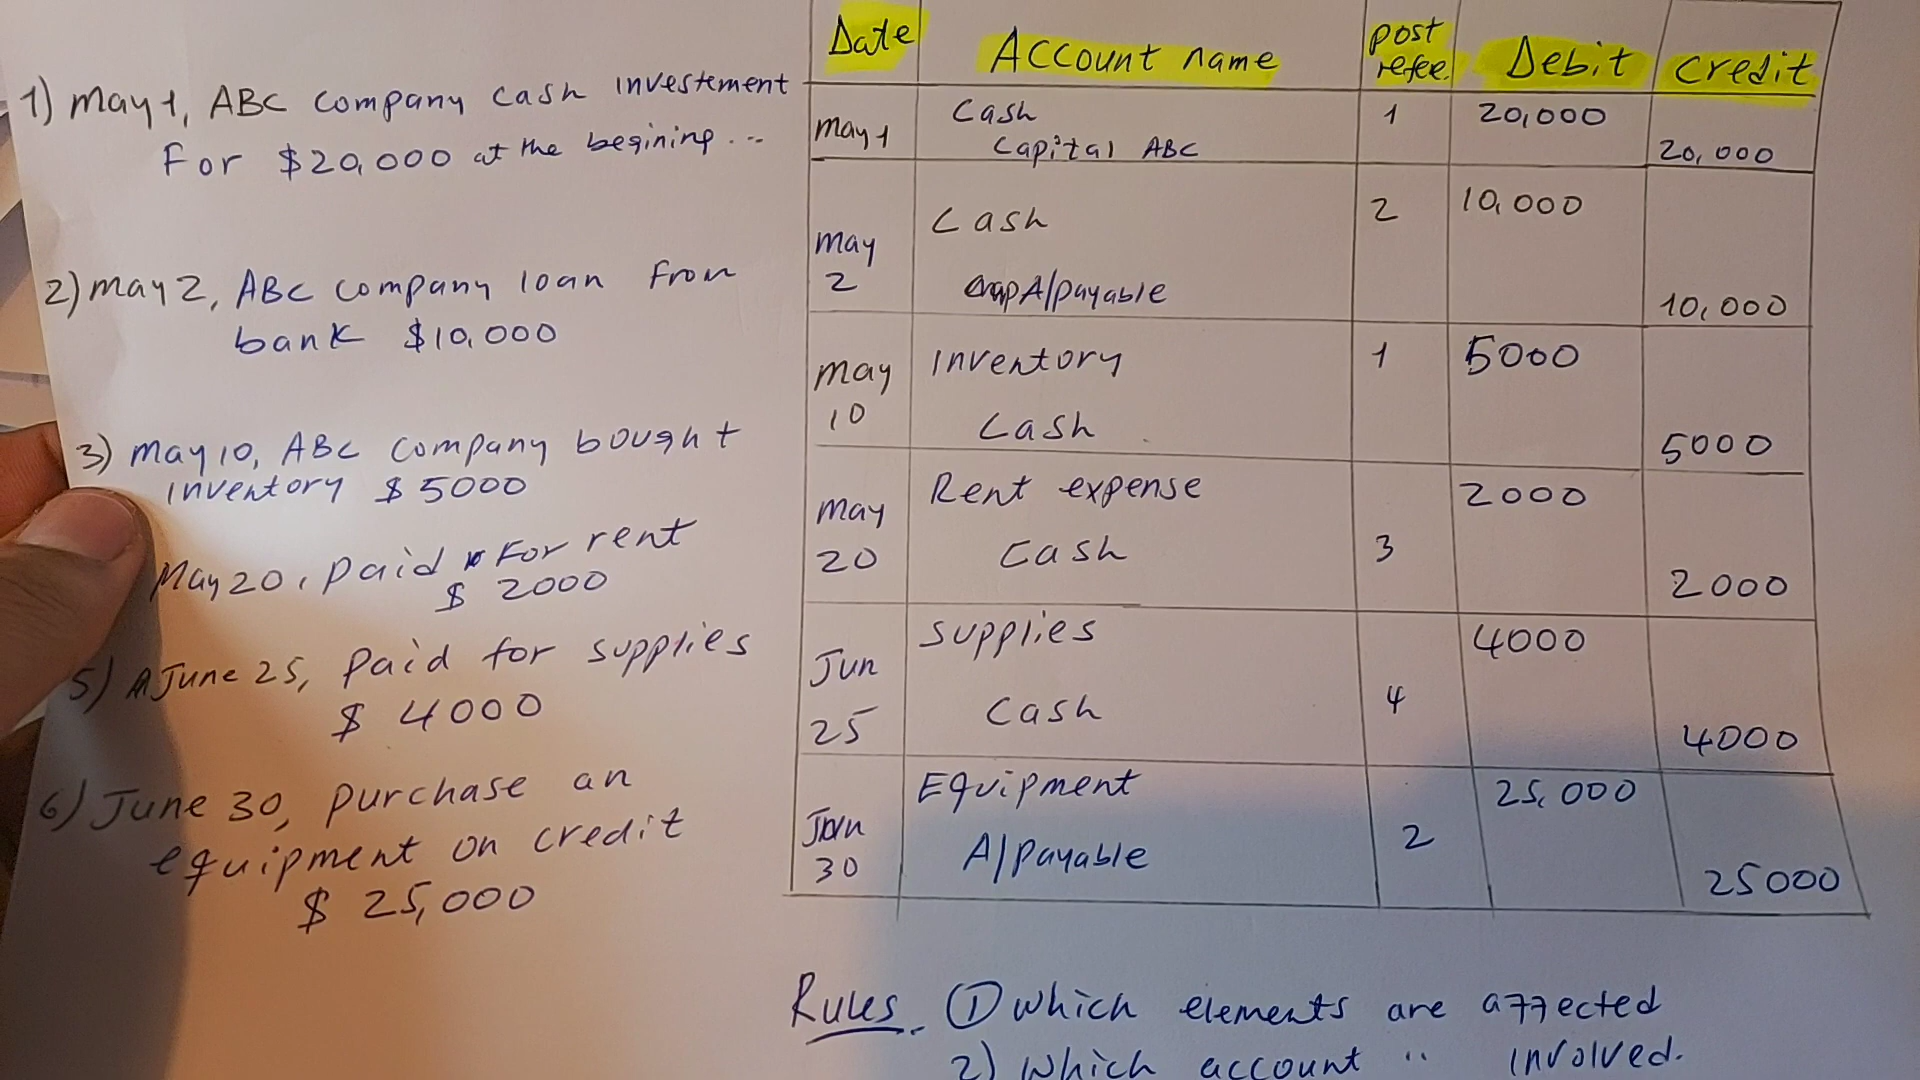 1) May 1, ABC Company cash investement
For $20,000 at the begining ...
2) May 2, ABC Company loan From
bank $10,000
3) May 10, ABC Company bought
inventory $5000
May 20, paid For rent
$ 2000
5) June 25, Paid for supplies
$ 4000
6) June 30, purchase an
equipment on credit
$ 25,000
Date Account name Post refee. Debit Credit
May 1 Cash 1 20,000
Capital ABC 20,000
May Cash 2 10,000
2 A/payable 10,000
May Inventory 1 5000
10 Cash 5000
May Rent expense 2000
20 Cash 3 2000
Jun Supplies 4000
25 Cash 4 4000
Jun Equipment 25,000
30 A/payable 2 25000
Rules. ① Which elements are affected
2) Which account " involved.